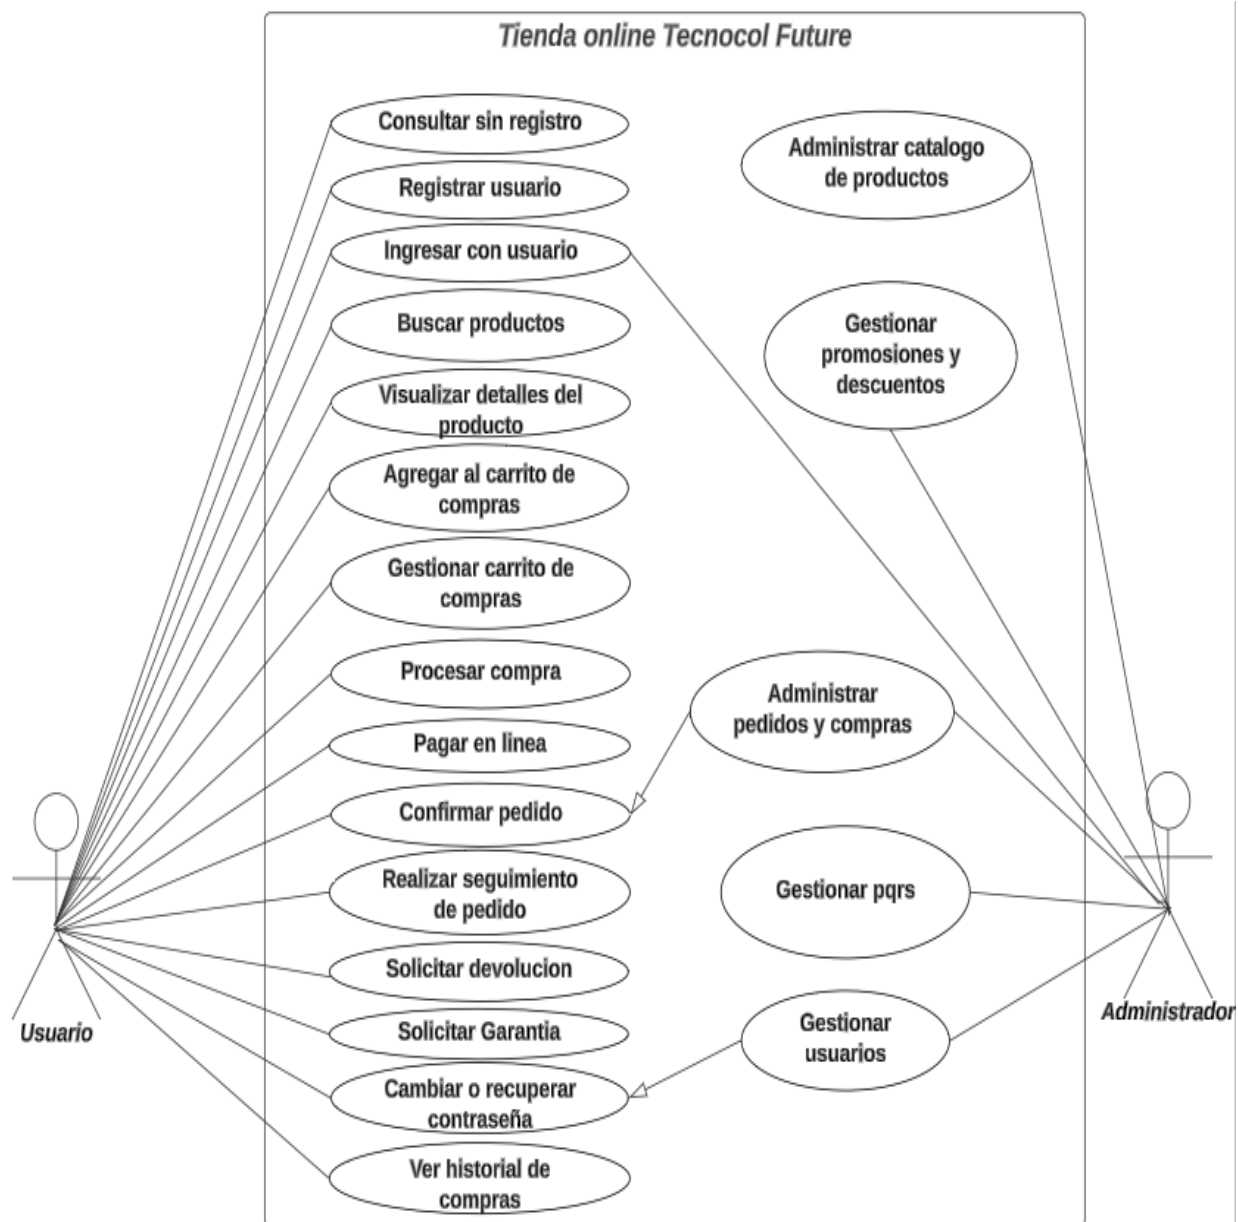 Tienda online Tecnocol Future
Consultar sin registro
Registrar usuario
Ingresar con usuario
Buscar productos
Visualizar detalles del
producto
Agregar al carrito de
compras
Gestionar carrito de
compras
Procesar compra
Pagar en linea
Confirmar pedido
Realizar seguimiento
de pedido
Solicitar devolucion
Solicitar Garantia
Cambiar o recuperar
contraseña
Ver historial de
compras
Administrar catalogo
de productos
Gestionar
promosiones y
descuentos
Administrar
pedidos y compras
Gestionar pqrs
Gestionar
usuarios
Usuario
Administrador